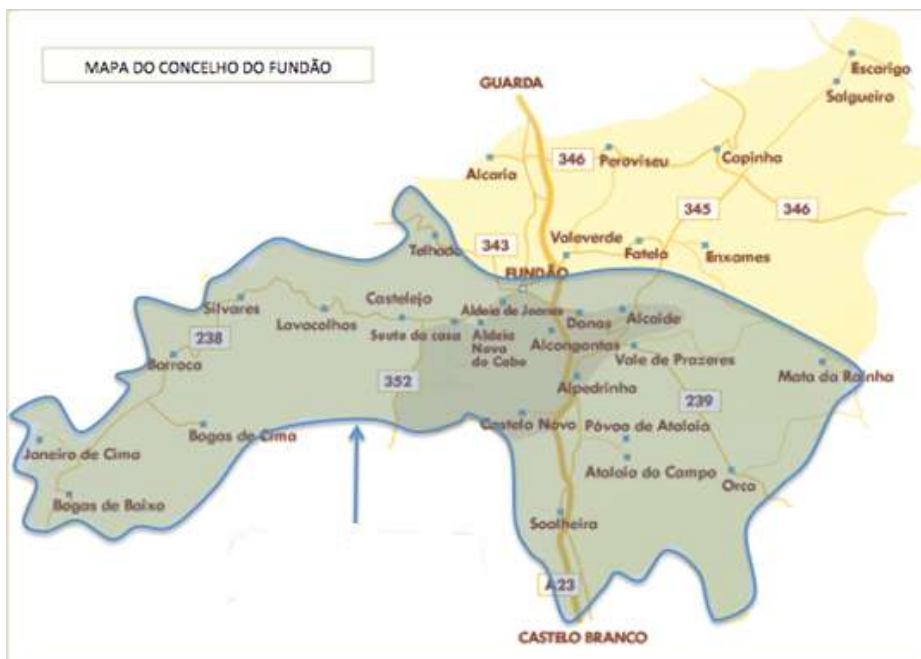 MAPA DO CONCELHO DO FUNDÃO
GUARDA
Escarigo
Salgueiro
Alcaria
346
Peroviseu
Capinha
345
346
Telhado
343
Valeverde
Fatela
Enxames
FUNDÃO
Silvares
Lavacolhos
Castelejo
Aldeia de Joanes
Donas
Alcaide
238
Souto da casa
Aldeia
Nova
do Cabo
Alcongostas
Vale de Prazeres
Barroca
352
Alpedrinha
Mata da Rainha
239
Janeiro de Cima
Bogas de Cima
Castelo Novo
Póvoa de Atalaia
Atalaia do Campo
Orca
Bogas de Baixo
Soalheira
A23
CASTELO BRANCO